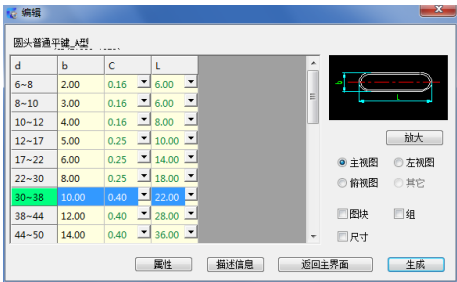 编辑
圆头普通平键_A型
d b C L
6~8 2.00 0.16 6.00
8~10 3.00 0.16 6.00
10~12 4.00 0.16 8.00
12~17 5.00 0.25 10.00
17~22 6.00 0.25 14.00
22~30 8.00 0.25 18.00
30~38 10.00 0.40 22.00
38~44 12.00 0.40 28.00
44~50 14.00 0.40 36.00
b
L
放大
主视图 左视图
俯视图 其它
图块 组
尺寸
属性 描述信息 返回主界面 生成